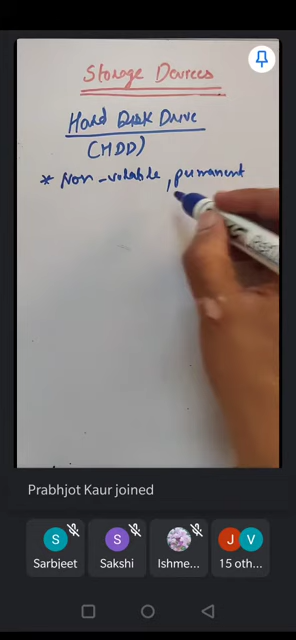 Storage Devices
Hard Disk Drive
(HDD)
* Non-volatile, permanent
Prabhjot Kaur joined
S
S
J V
Sarbjeet
Sakshi
Ishme...
15 oth...